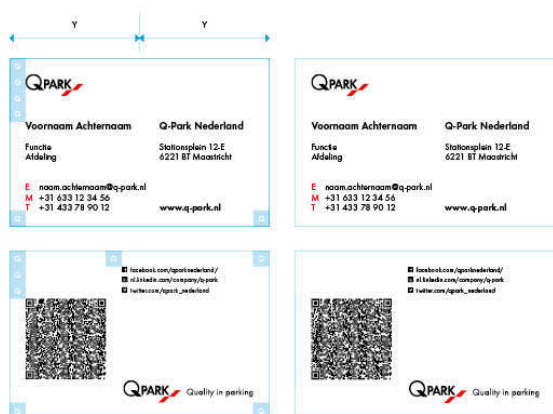 Y Y
Q
Q
Q
Q
QPARK
Voornaam Achternaam Q-Park Nederland
Functie Stationsplein 12-E
Afdeling 6221 BT Maastricht
E naam.achternaam@q-park.nl
M +31 633 12 34 56
T +31 433 78 90 12 www.q-park.nl
Q Q
QPARK
Voornaam Achternaam Q-Park Nederland
Functie Stationsplein 12-E
Afdeling 6221 BT Maastricht
E naam.achternaam@q-park.nl
M +31 633 12 34 56
T +31 433 78 90 12 www.q-park.nl
Q Q Q
Q
Q
facebook.com/qparknederland/
nl.linkedin.com/company/q-park
twitter.com/qpark_nederland
QPARK Quality in parking
Q Q
facebook.com/qparknederland/
nl.linkedin.com/company/q-park
twitter.com/qpark_nederland
QPARK Quality in parking